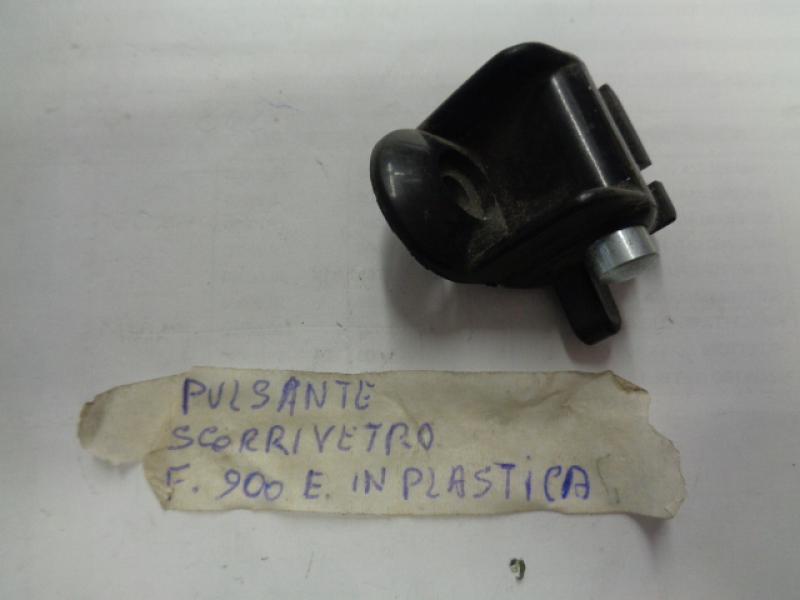 PULSANTE
SCORRIVETRO
F. 900 E. IN PLASTICA